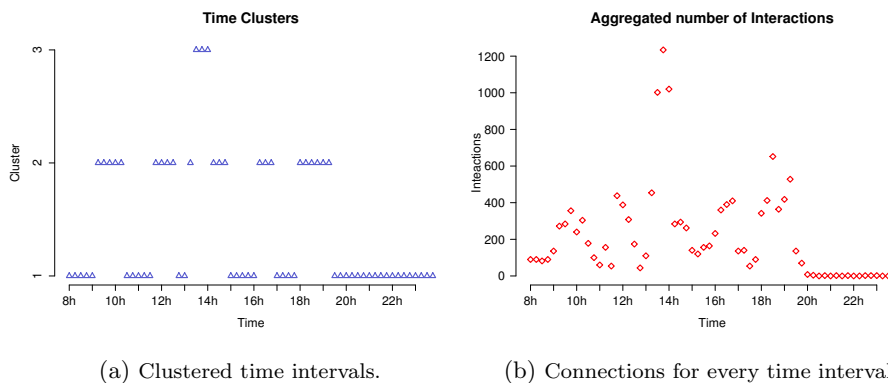 Time Clusters
Cluster
3
2
1
8h 10h 12h 14h 16h 18h 20h 22h
Time
(a) Clustered time intervals.
Aggregated number of Interactions
Inteactions
1200
1000
800
600
400
200
0
8h 10h 12h 14h 16h 18h 20h 22h
Time
(b) Connections for every time interval